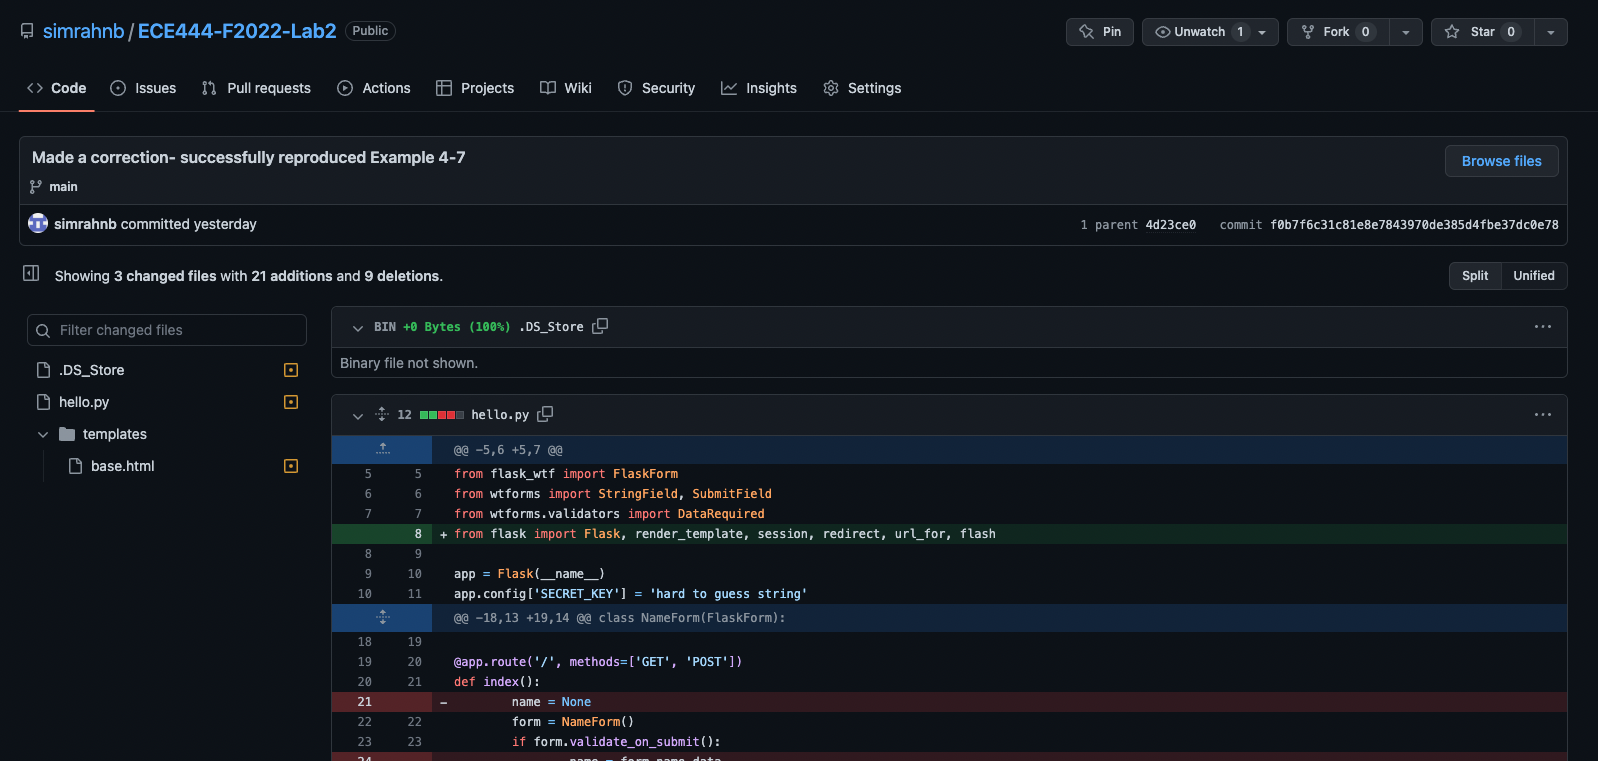 simrahnb / ECE444-F2022-Lab2 Public
Pin
Unwatch 1
Fork 0
Star 0
Code Issues Pull requests Actions Projects Wiki Security Insights Settings
Made a correction- successfully reproduced Example 4-7
Browse files
main
simrahnb committed yesterday
1 parent 4d23ce0 commit f0b7f6c31c81e8e7843970de385d4fbe37dc0e78
Showing 3 changed files with 21 additions and 9 deletions.
Split Unified
Filter changed files
.DS_Store
hello.py
templates
base.html
BIN +0 Bytes (100%) .DS_Store
Binary file not shown.
12 hello.py
@@ -5,6 +5,7 @@
5 5 from flask_wtf import FlaskForm
6 6 from wtforms import StringField, SubmitField
7 7 from wtforms.validators import DataRequired
8 + from flask import Flask, render_template, session, redirect, url_for, flash
8 9
9 10 app = Flask(__name__)
10 11 app.config['SECRET_KEY'] = 'hard to guess string'
@@ -18,13 +19,14 @@ class NameForm(FlaskForm):
18 19
19 20 @app.route('/', methods=['GET', 'POST'])
20 21 def index():
21 - name = None
22 22 form = NameForm()
23 23 if form.validate_on_submit():
24 name = form.name.data